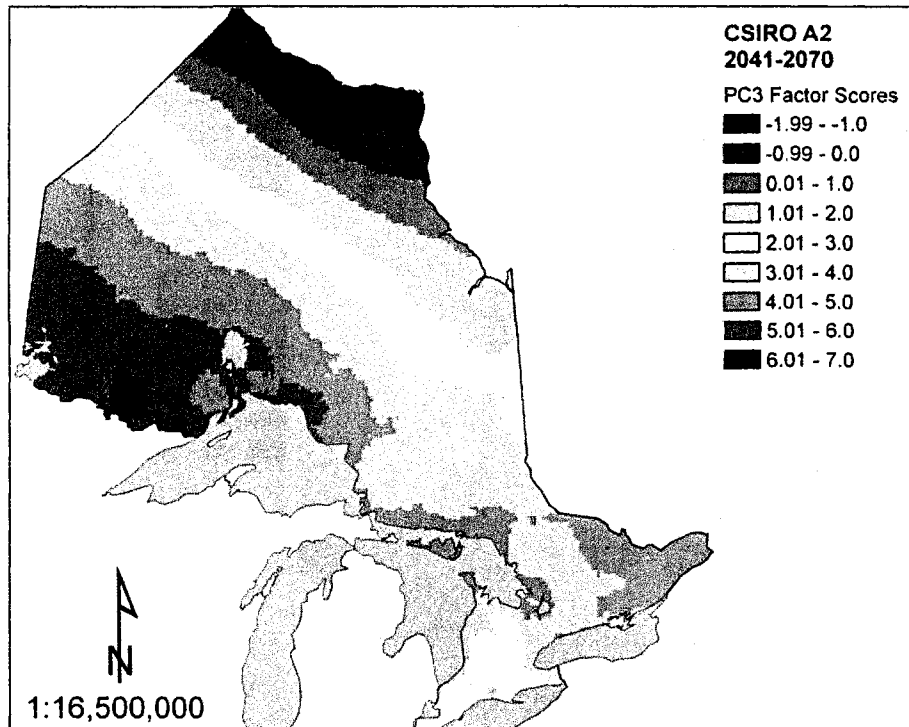 CSIRO A2
2041-2070
PC3 Factor Scores
-1.99 - -1.0
-0.99 - 0.0
0.01 - 1.0
1.01 - 2.0
2.01 - 3.0
3.01 - 4.0
4.01 - 5.0
5.01 - 6.0
6.01 - 7.0
N
1:16,500,000